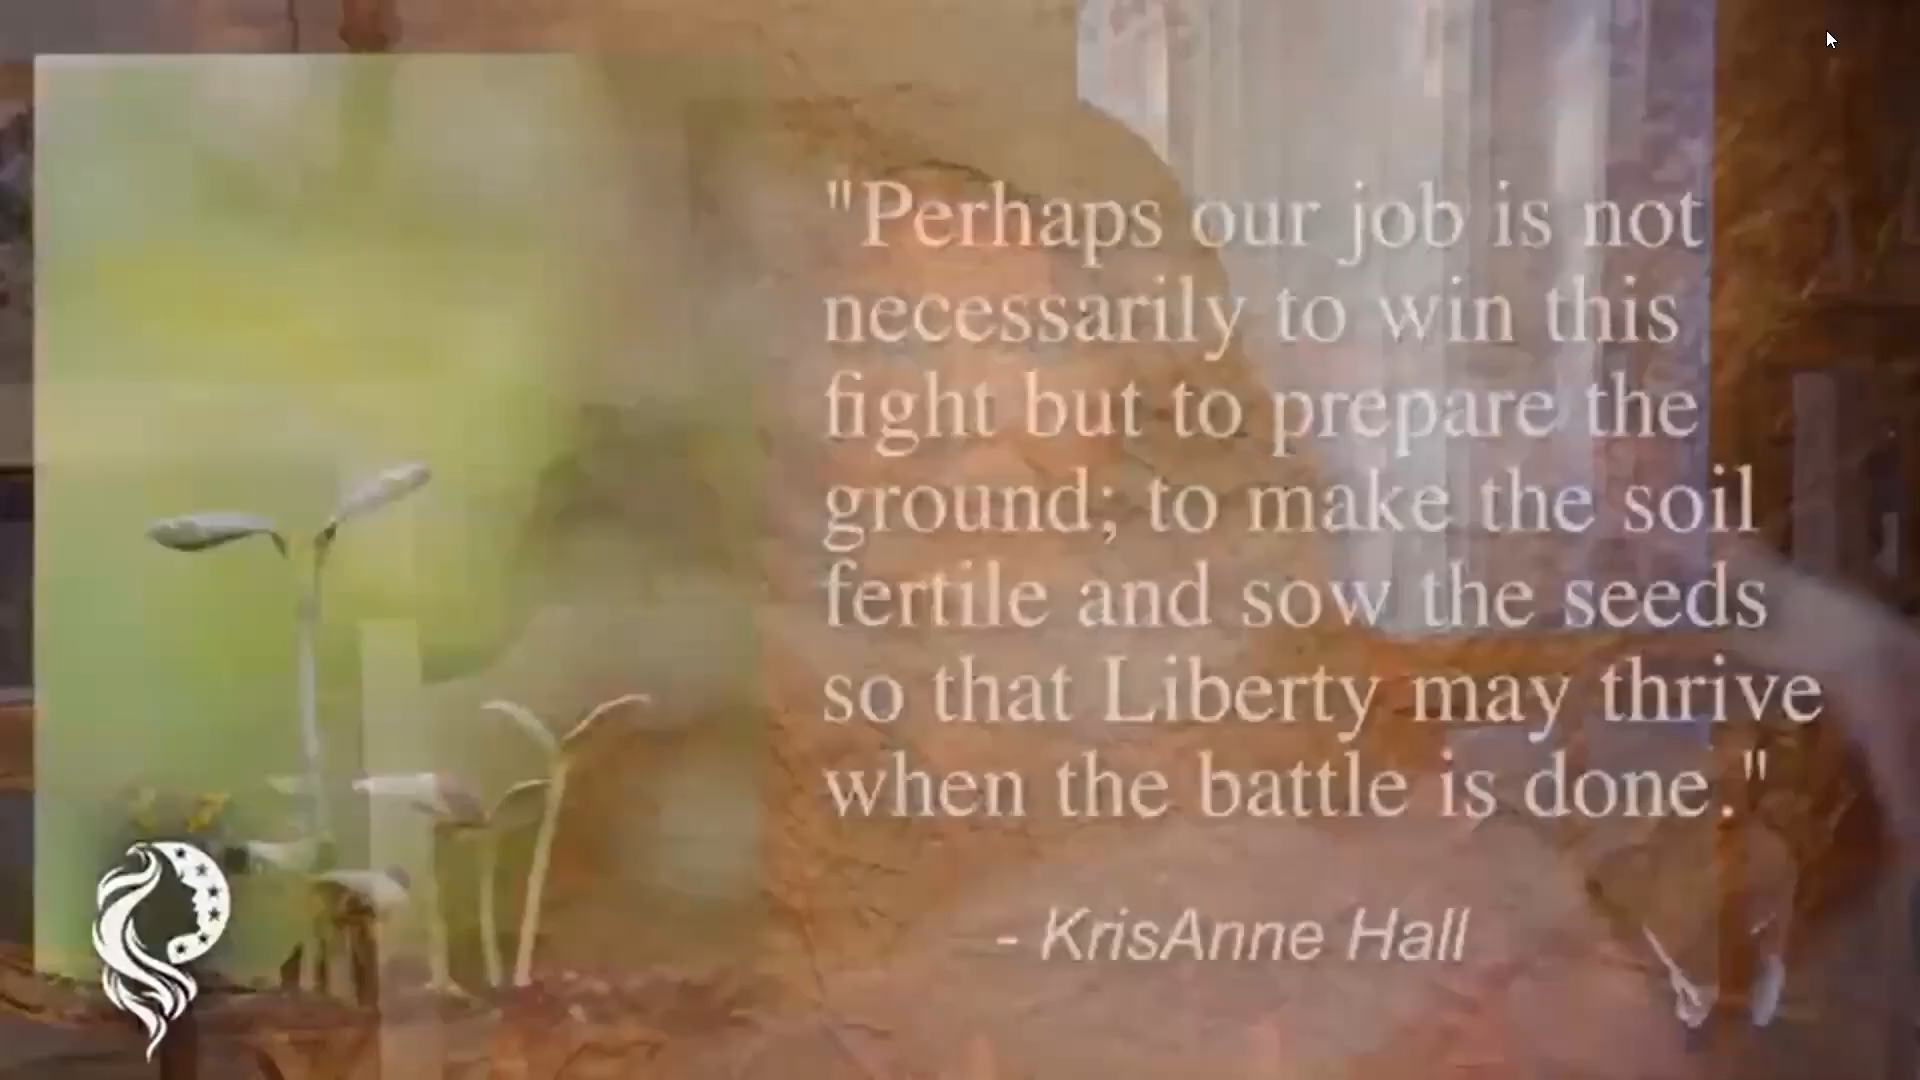 "Perhaps our job is not
necessarily to win this
fight but to prepare the
ground; to make the soil
fertile and sow the seeds
so that Liberty may thrive
when the battle is done."
- KrisAnne Hall